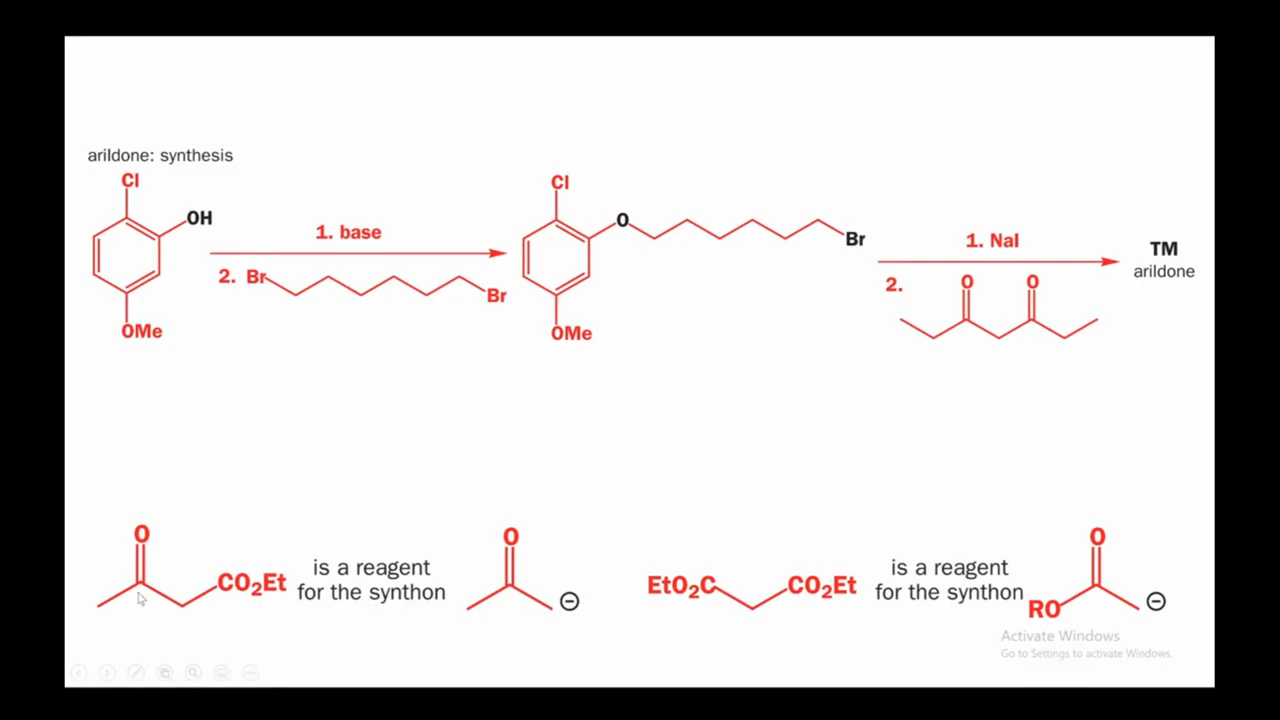 arildone: synthesis
Cl
OH
OMe
1. base
2. Br
Br
Cl
O
Br
OMe
1. NaI
2.
O O
TM
arildone
O
CO2Et
is a reagent
for the synthon
O
⊖
EtO2C CO2Et
is a reagent
for the synthon
O
RO
⊖
Activate Windows
Go to Settings to activate Windows.